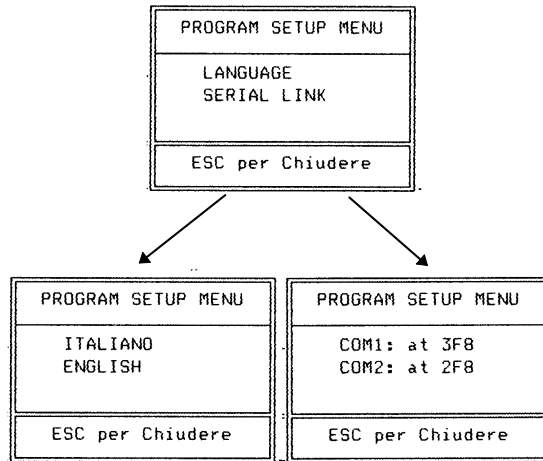 PROGRAM SETUP MENU
LANGUAGE
SERIAL LINK
ESC per Chiudere
PROGRAM SETUP MENU
ITALIANO
ENGLISH
ESC per Chiudere
PROGRAM SETUP MENU
COM1: at 3F8
COM2: at 2F8
ESC per Chiudere